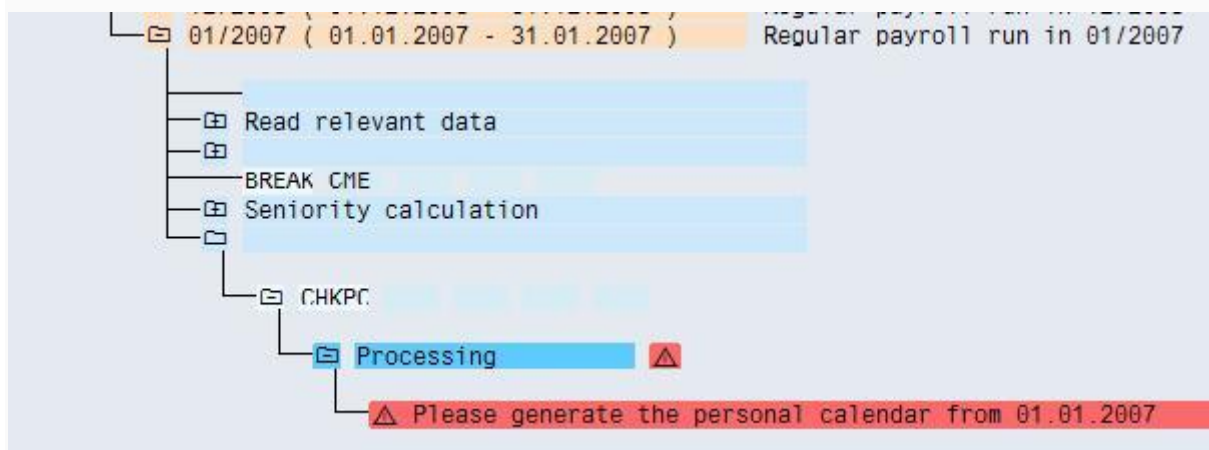 01/2007 ( 01.01.2007 - 31.01.2007 ) Regular payroll run in 01/2007
Read relevant data
BREAK CME
Seniority calculation
CHKPC
Processing
Please generate the personal calendar from 01.01.2007